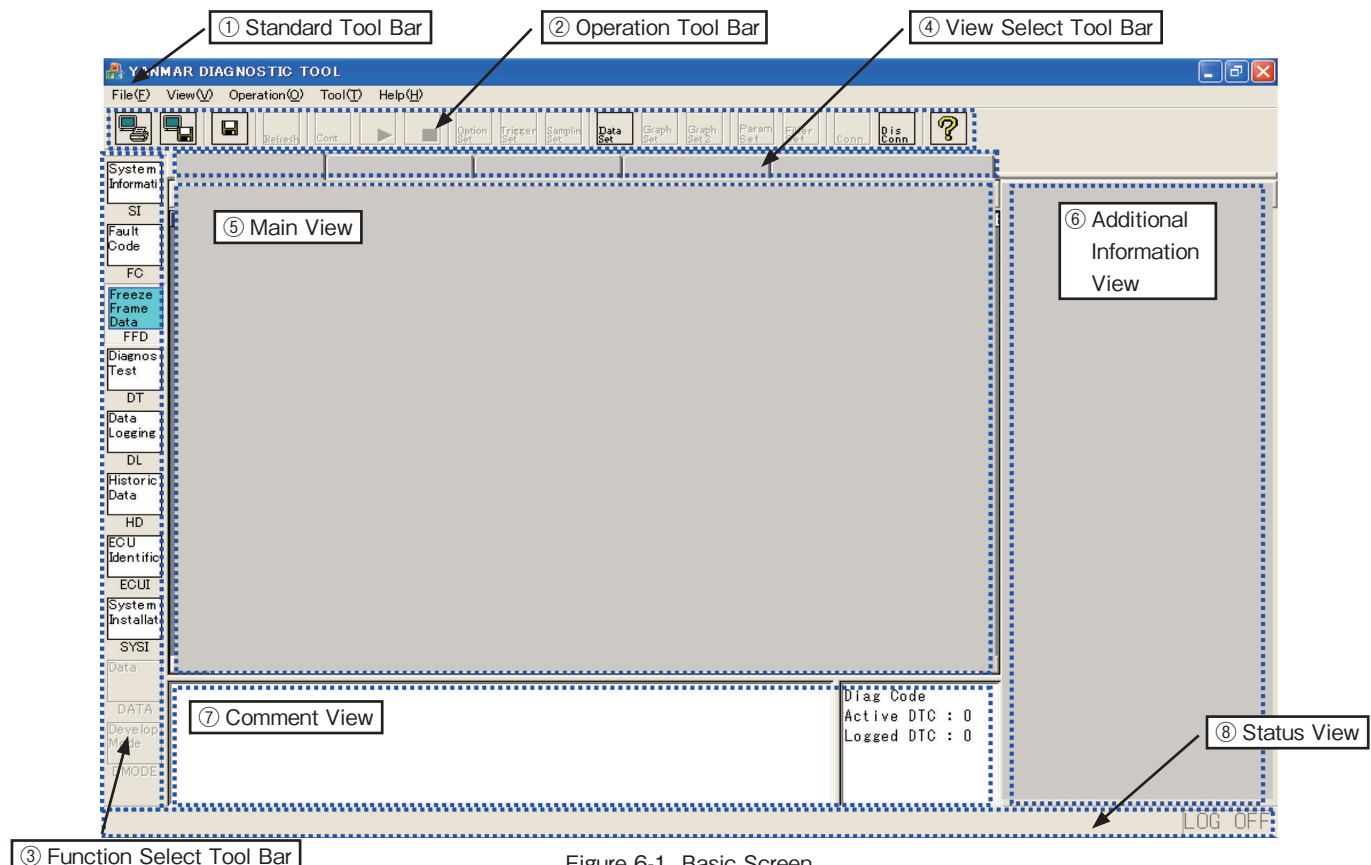 ① Standard Tool Bar
② Operation Tool Bar
④ View Select Tool Bar
YANMAR DIAGNOSTIC TOOL
File(F) View(V) Operation(O) Tool(T) Help(H)
Refresh Cont Option Set Trigger Set Samplin Set Data Set Graph Set Graph Set2 Param Set Filter Set Conn Dis Conn ?
System
Informati
SI
Fault
Code
FC
Freeze
Frame
Data
FFD
Diagnos
Test
DT
Data
Logging
DL
Historic
Data
HD
ECU
Identific
ECUI
System
Installat
SYSI
Data
DATA
Develop
Mode
DMODE
⑤ Main View
⑥ Additional
Information
View
⑦ Comment View
Diag Code
Active DTC : 0
Logged DTC : 0
⑧ Status View
LOG OFF
③ Function Select Tool Bar
Figure 6-1 Basic Screen